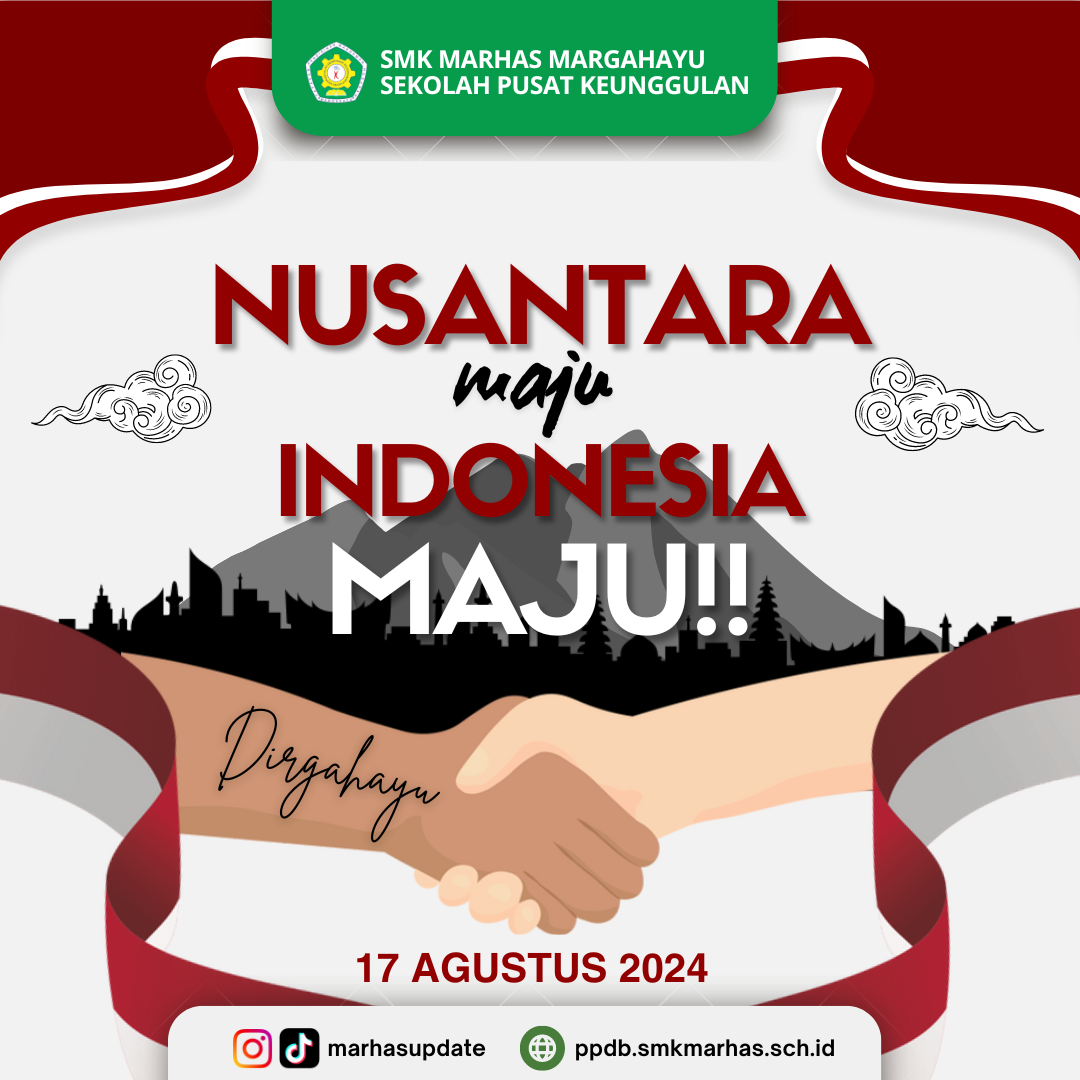 SMK MARHAS MARGAHAYU
SEKOLAH PUSAT KEUNGGULAN
NUSANTARA
maju
INDONESIA
MAJU!!
Dirgahayu
17 AGUSTUS 2024
marhasupdate
ppdb.smkmarhas.sch.id